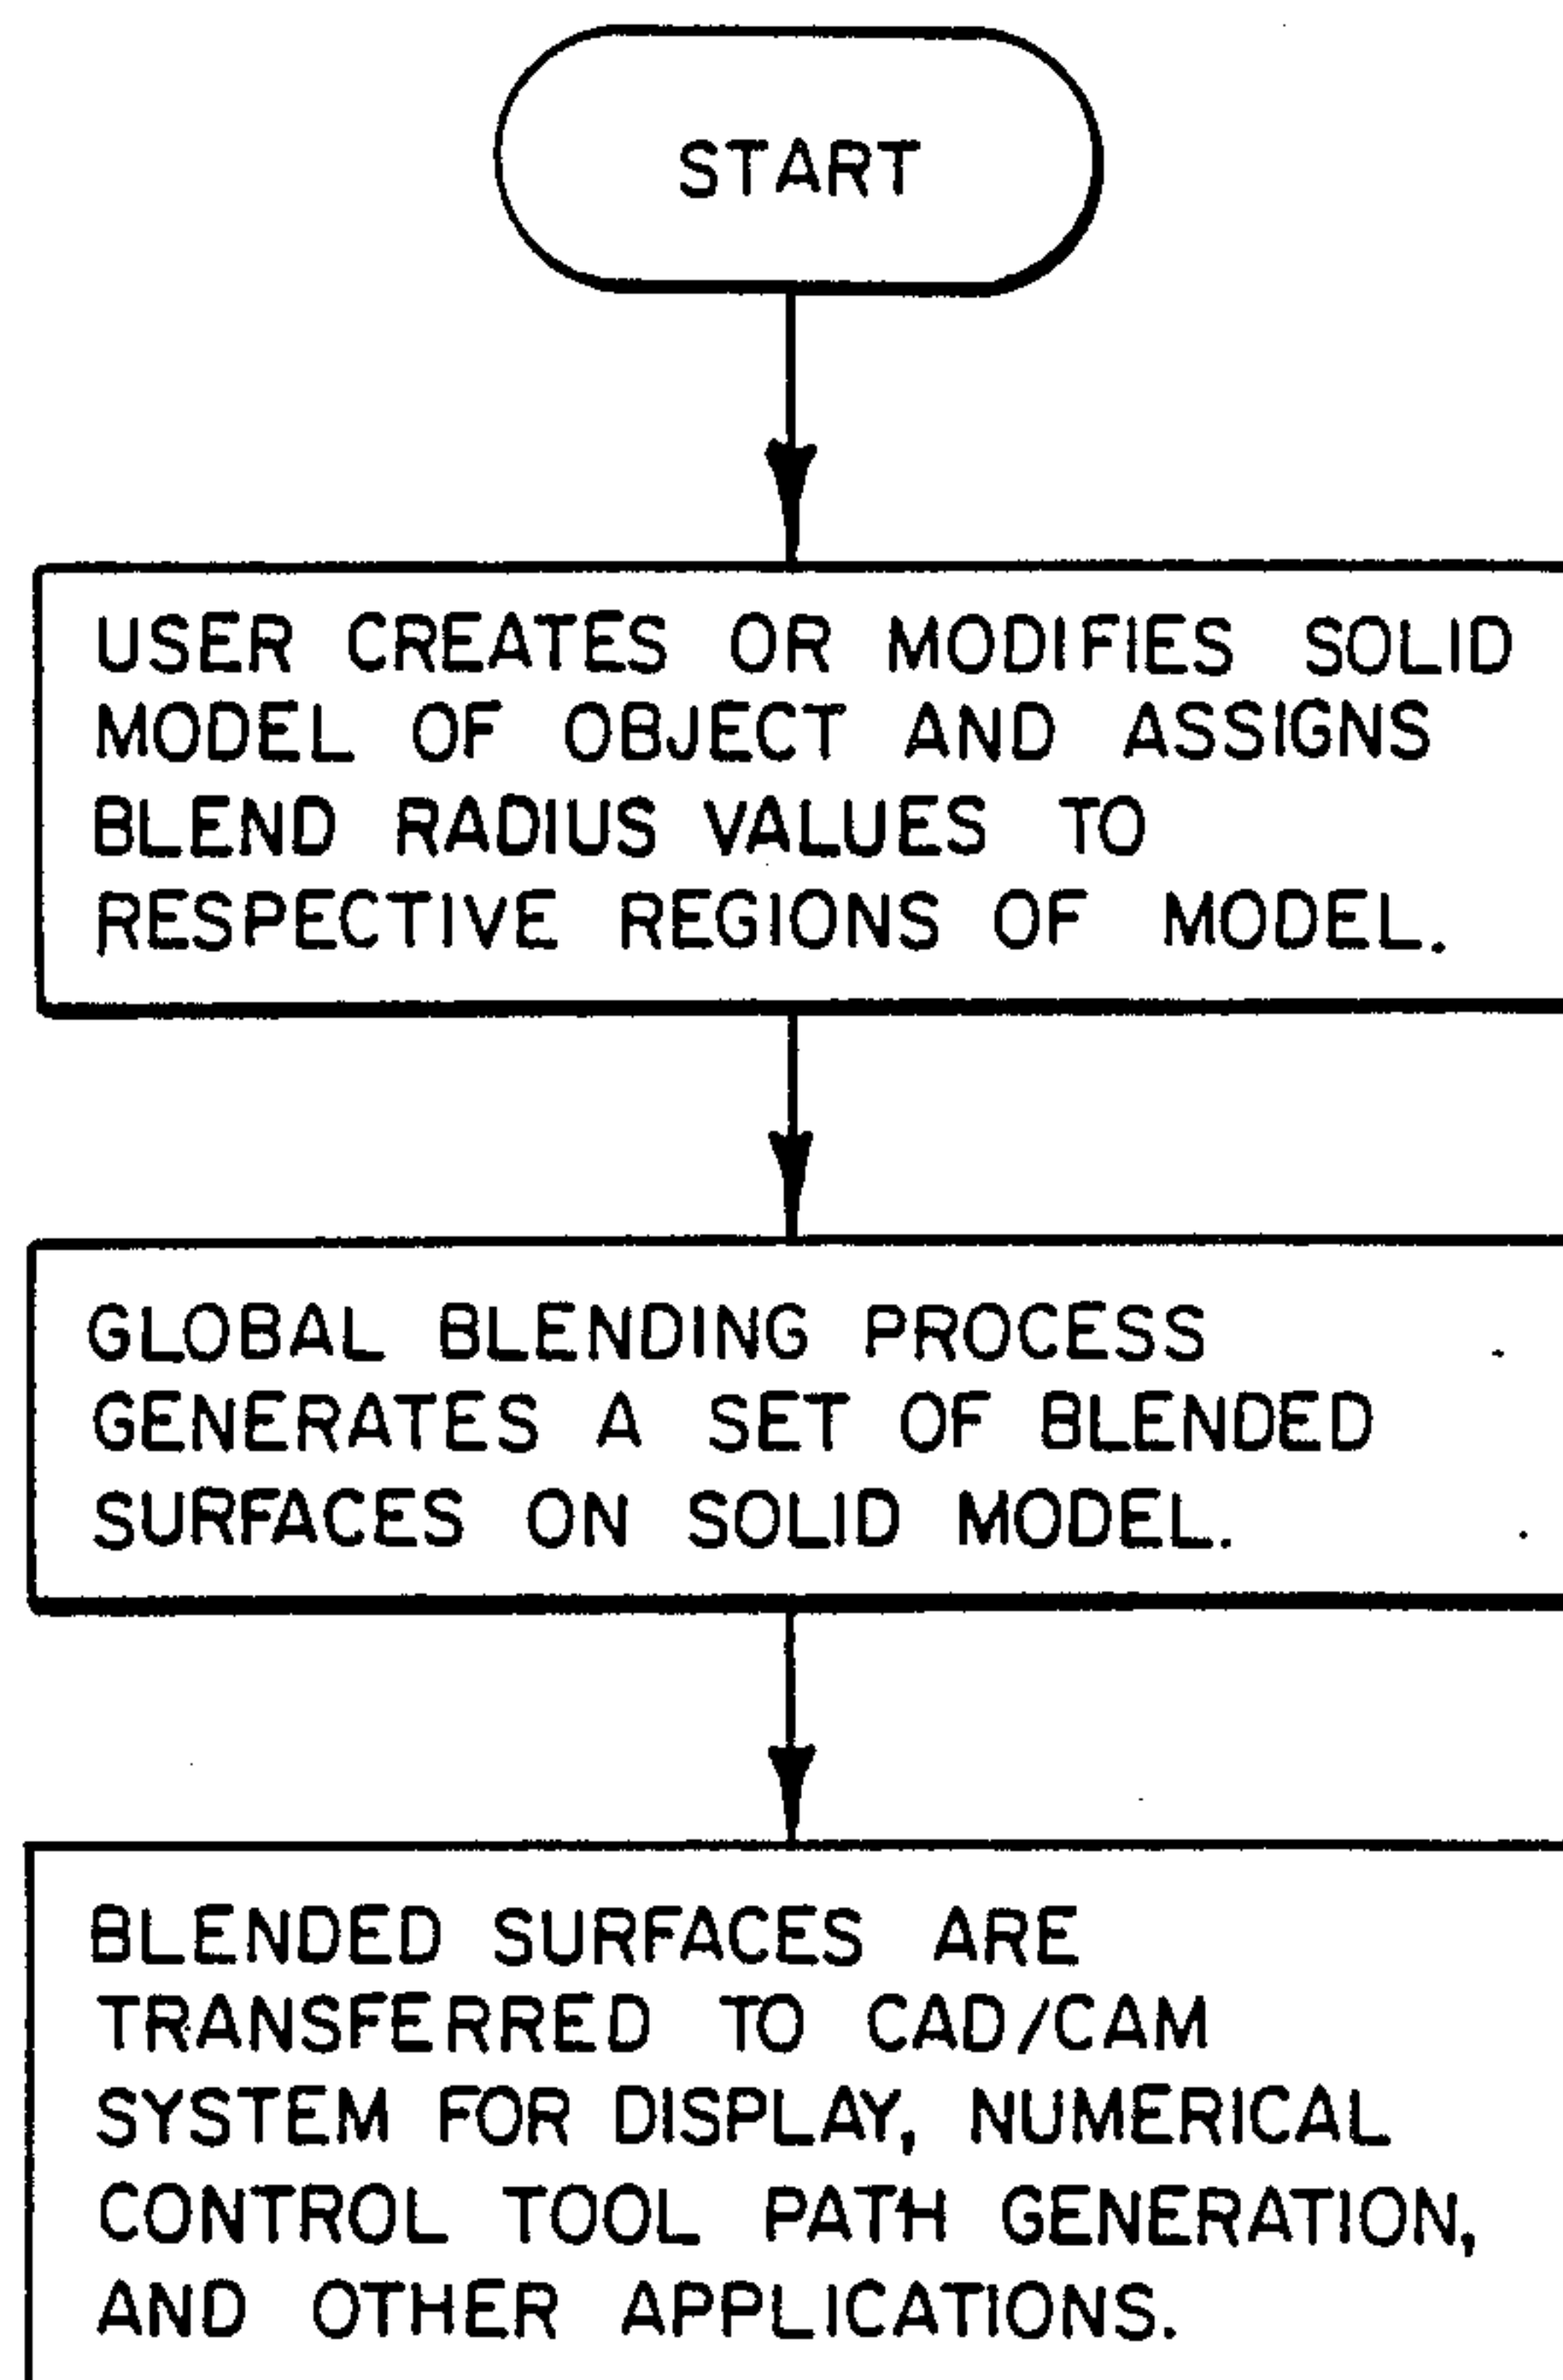 START
USER CREATES OR MODIFIES SOLID
MODEL OF OBJECT AND ASSIGNS
BLEND RADIUS VALUES TO
RESPECTIVE REGIONS OF MODEL.
GLOBAL BLENDING PROCESS
GENERATES A SET OF BLENDED
SURFACES ON SOLID MODEL.
BLENDED SURFACES ARE
TRANSFERRED TO CAD/CAM
SYSTEM FOR DISPLAY, NUMERICAL
CONTROL TOOL PATH GENERATION,
AND OTHER APPLICATIONS.